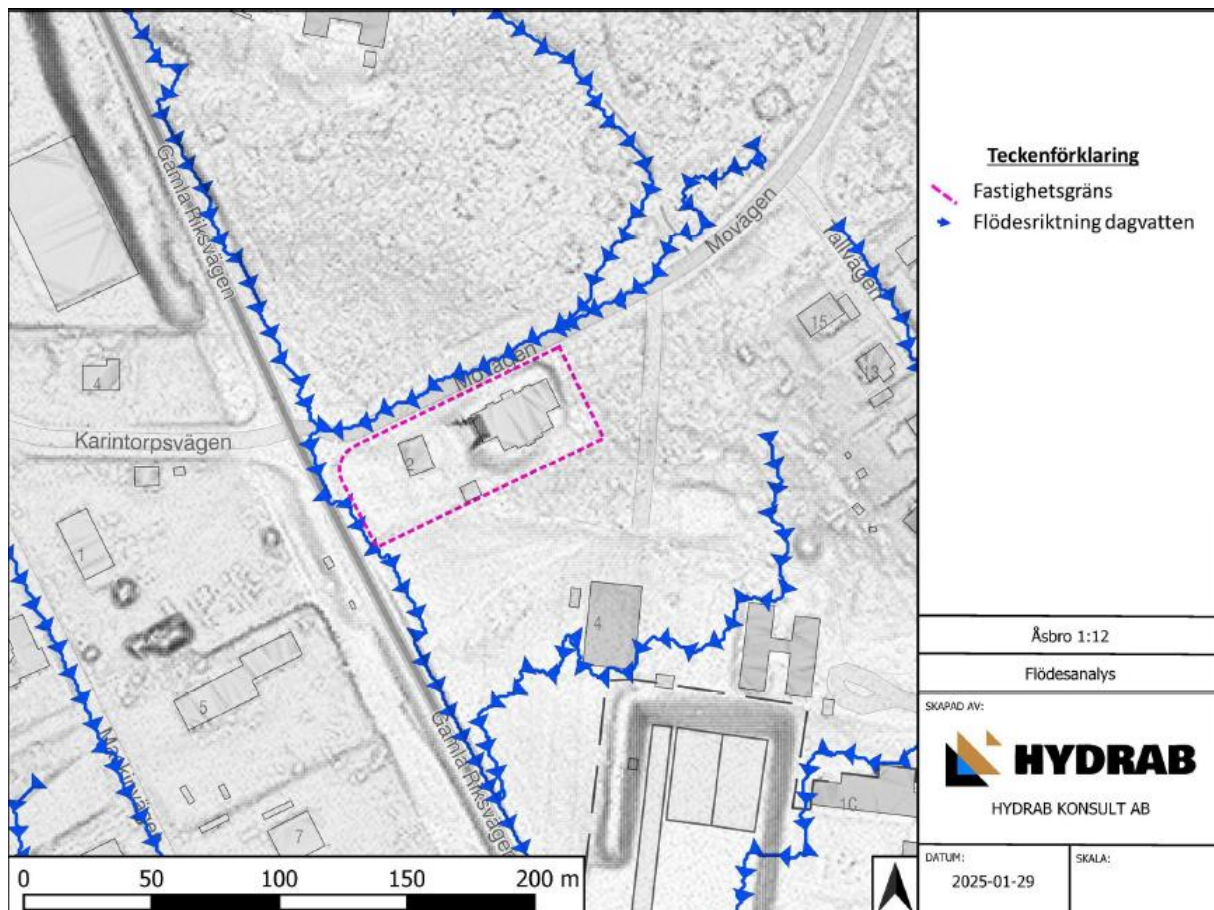 Gamla Riksvägen
Movägen
Movägen
Tallvägen
15
13
4
Karintorpsvägen
2
1
4
5
7
Gamla Riksvägen
10
0 50 100 150 200 m
Teckenförklaring
Fastighetsgräns
Flödesriktning dagvatten
Åsbro 1:12
Flödesanalys
SKAPAD AV:
HYDRAB
HYDRAB KONSULT AB
DATUM:
2025-01-29
SKALA: